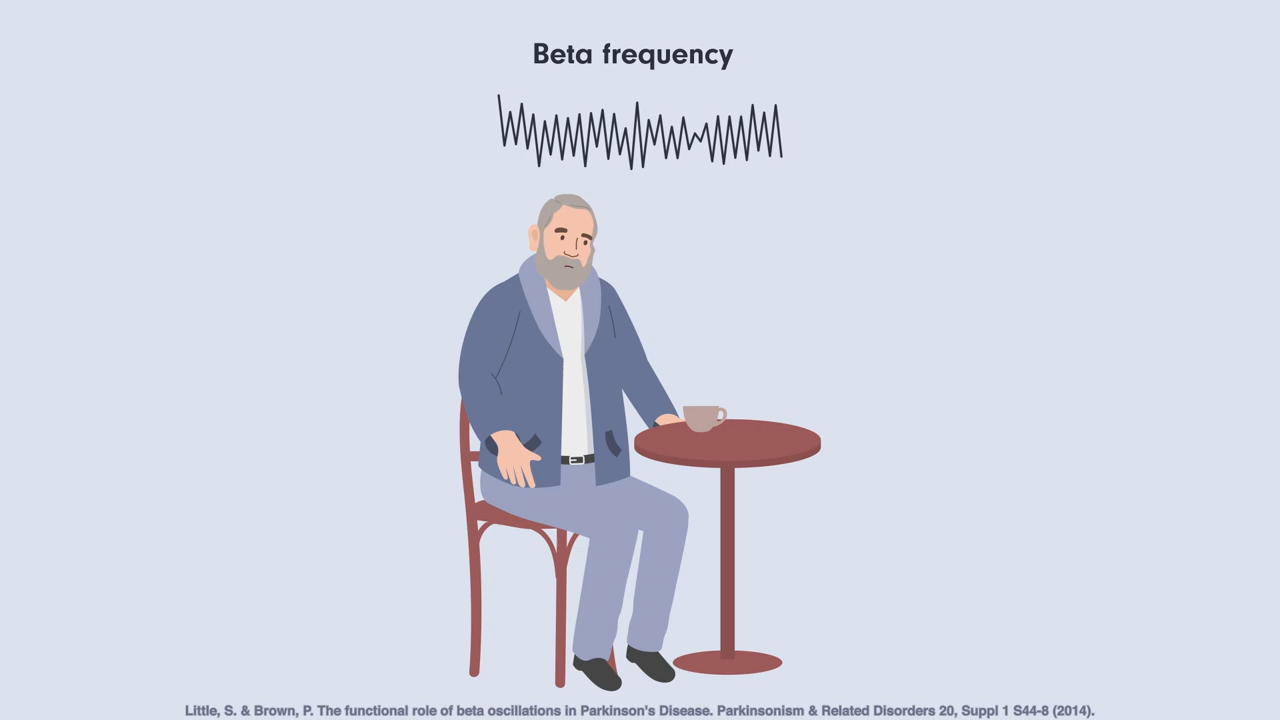 Beta frequency
Little, S. & Brown, P. The functional role of beta oscillations in Parkinson's Disease. Parkinsonism & Related Disorders 20, Suppl 1 S44-8 (2014).